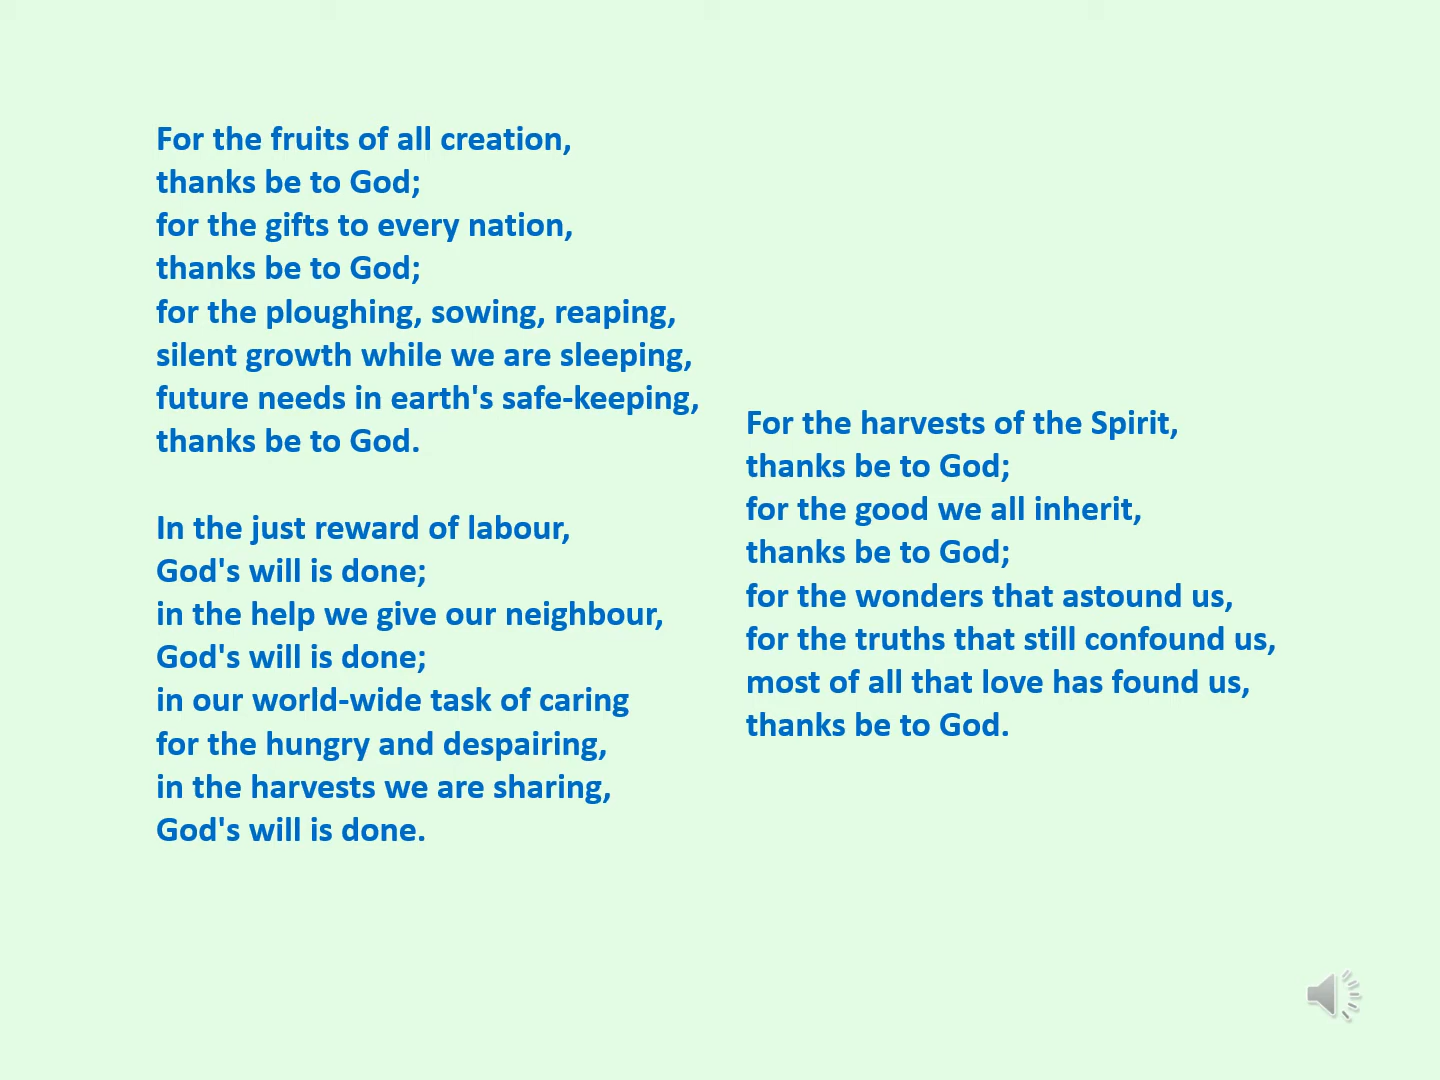 For the fruits of all creation,
thanks be to God;
for the gifts to every nation,
thanks be to God;
for the ploughing, sowing, reaping,
silent growth while we are sleeping,
future needs in earth's safe-keeping,
thanks be to God.

In the just reward of labour,
God's will is done;
in the help we give our neighbour,
God's will is done;
in our world-wide task of caring
for the hungry and despairing,
in the harvests we are sharing,
God's will is done.

For the harvests of the Spirit,
thanks be to God;
for the good we all inherit,
thanks be to God;
for the wonders that astound us,
for the truths that still confound us,
most of all that love has found us,
thanks be to God.